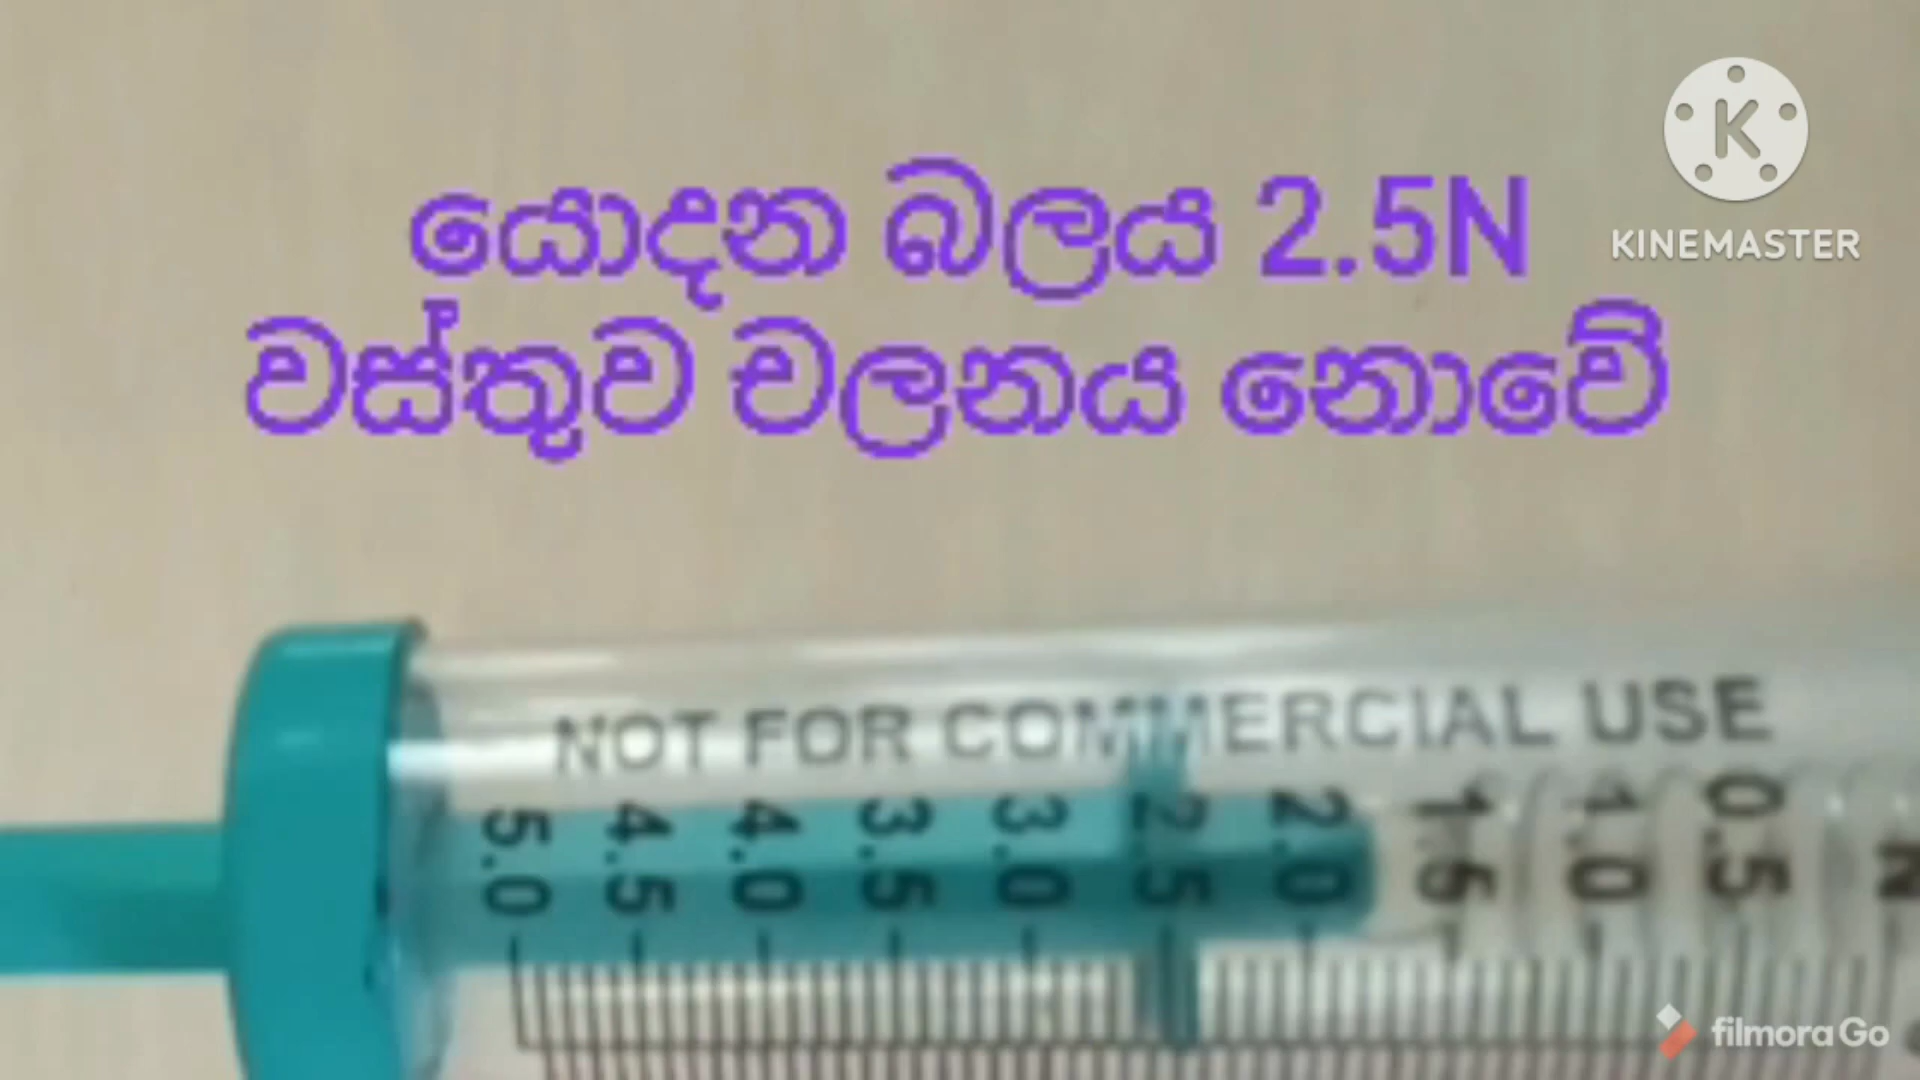 යොදන බලය 2.5N
වස්තුව චලනය නොවේ
K
KINEMASTER
NOT FOR COMMERCIAL USE
5.0 4.5 4.0 3.5 3.0 2.5 2.0 1.5 1.0 0.5 N
filmora Go